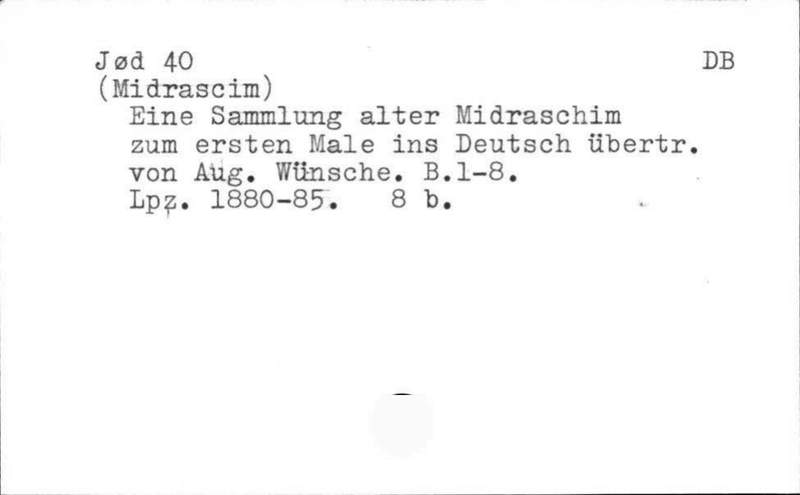 Jød 40 DB
(Midrascim)
Eine Sammlung alter Midraschim
zum ersten Male ins Deutsch übertr.
von Aug. Wünsche. B.1-8.
Lpz. 1880-85. 8 b.